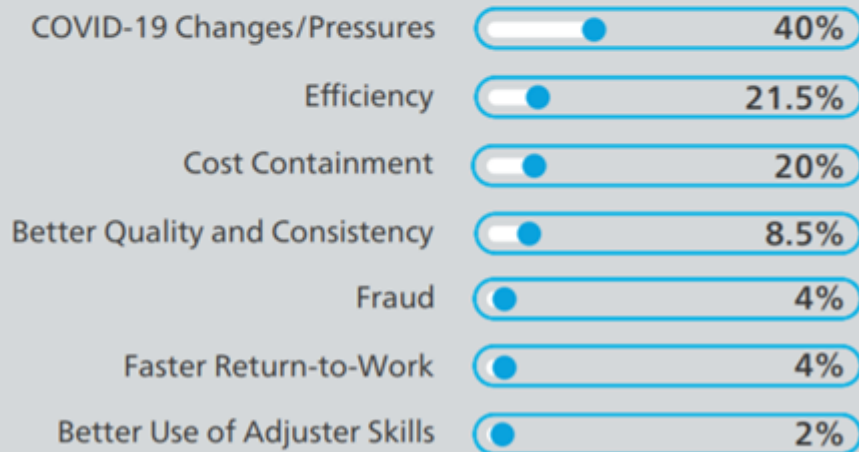 COVID-19 Changes/Pressures 40%
Efficiency 21.5%
Cost Containment 20%
Better Quality and Consistency 8.5%
Fraud 4%
Faster Return-to-Work 4%
Better Use of Adjuster Skills 2%